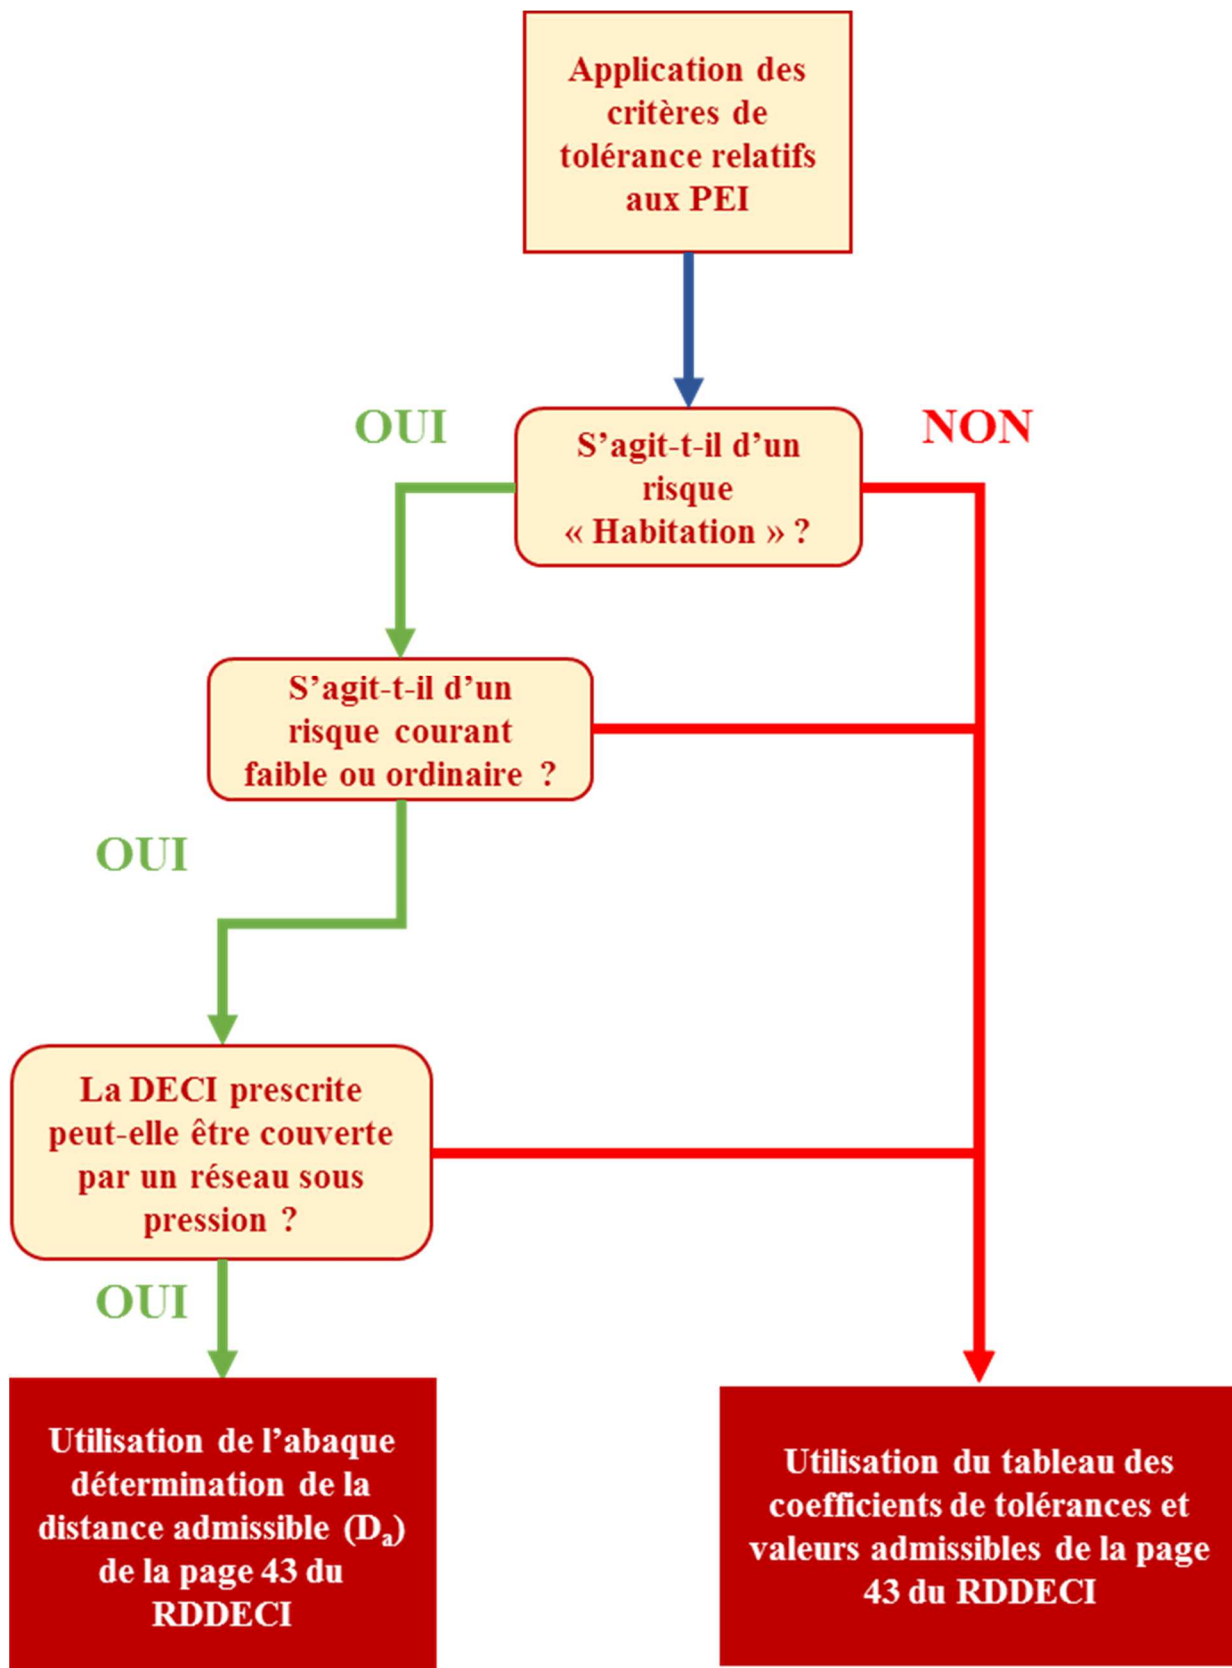 Application des
critères de
tolérance relatifs
aux PEI
OUI
NON
S’agit-t-il d’un
risque
« Habitation » ?
S’agit-t-il d’un
risque courant
faible ou ordinaire ?
OUI
La DECI prescrite
peut-elle être couverte
par un réseau sous
pression ?
OUI
Utilisation de l’abaque
détermination de la
distance admissible (Da)
de la page 43 du
RDDECI
Utilisation du tableau des
coefficients de tolérances et
valeurs admissibles de la page
43 du RDDECI